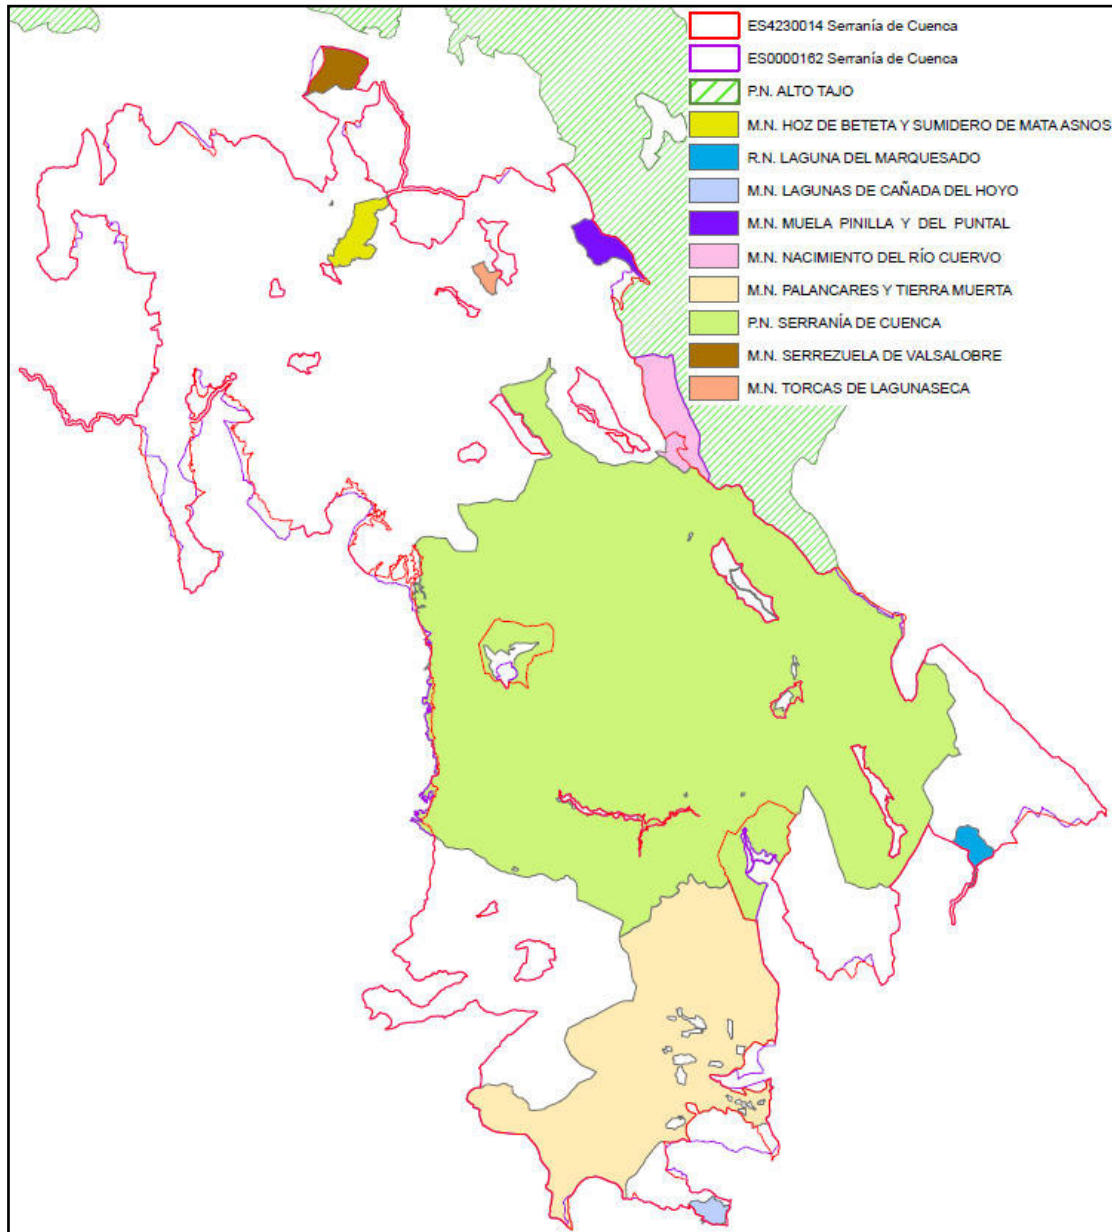 ES4230014 Serranía de Cuenca
ES0000162 Serranía de Cuenca
P.N. ALTO TAJO
M.N. HOZ DE BETETA Y SUMIDERO DE MATA ASNOS
R.N. LAGUNA DEL MARQUESADO
M.N. LAGUNAS DE CAÑADA DEL HOYO
M.N. MUELA PINILLA Y DEL PUNTAL
M.N. NACIMIENTO DEL RÍO CUERVO
M.N. PALANCARES Y TIERRA MUERTA
P.N. SERRANÍA DE CUENCA
M.N. SERREZUELA DE VALSALOBRE
M.N. TORCAS DE LAGUNASECA